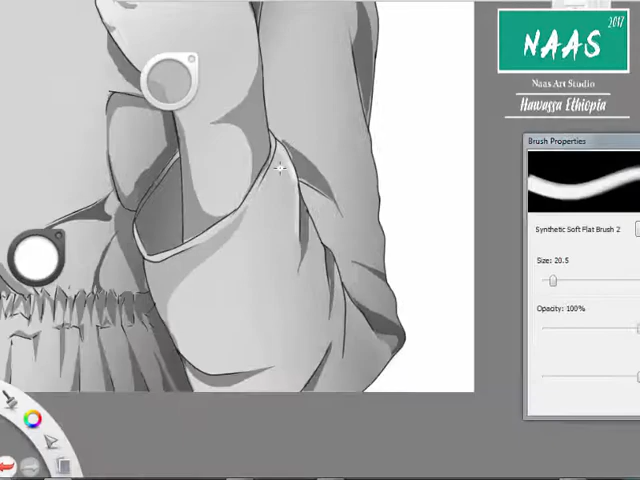 2017
NAAS
Naas Art Studio
Hawassa Ethiopia
Brush Properties
Synthetic Soft Flat Brush 2
Size: 20.5
Opacity: 100%